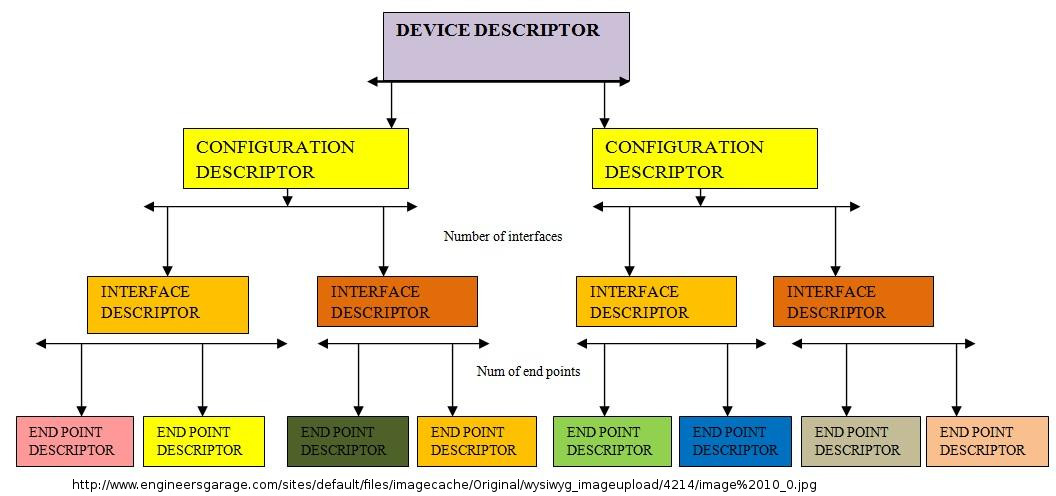 DEVICE DESCRIPTOR
CONFIGURATION
DESCRIPTOR
CONFIGURATION
DESCRIPTOR
Number of interfaces
INTERFACE
DESCRIPTOR
INTERFACE
DESCRIPTOR
INTERFACE
DESCRIPTOR
INTERFACE
DESCRIPTOR
Num of end points
END POINT
DESCRIPTOR
END POINT
DESCRIPTOR
END POINT
DESCRIPTOR
END POINT
DESCRIPTOR
END POINT
DESCRIPTOR
END POINT
DESCRIPTOR
END POINT
DESCRIPTOR
END POINT
DESCRIPTOR
http://www.engineersgarage.com/sites/default/files/imagecache/Original/wysiwyg_imageupload/4214/image%2010_0.jpg